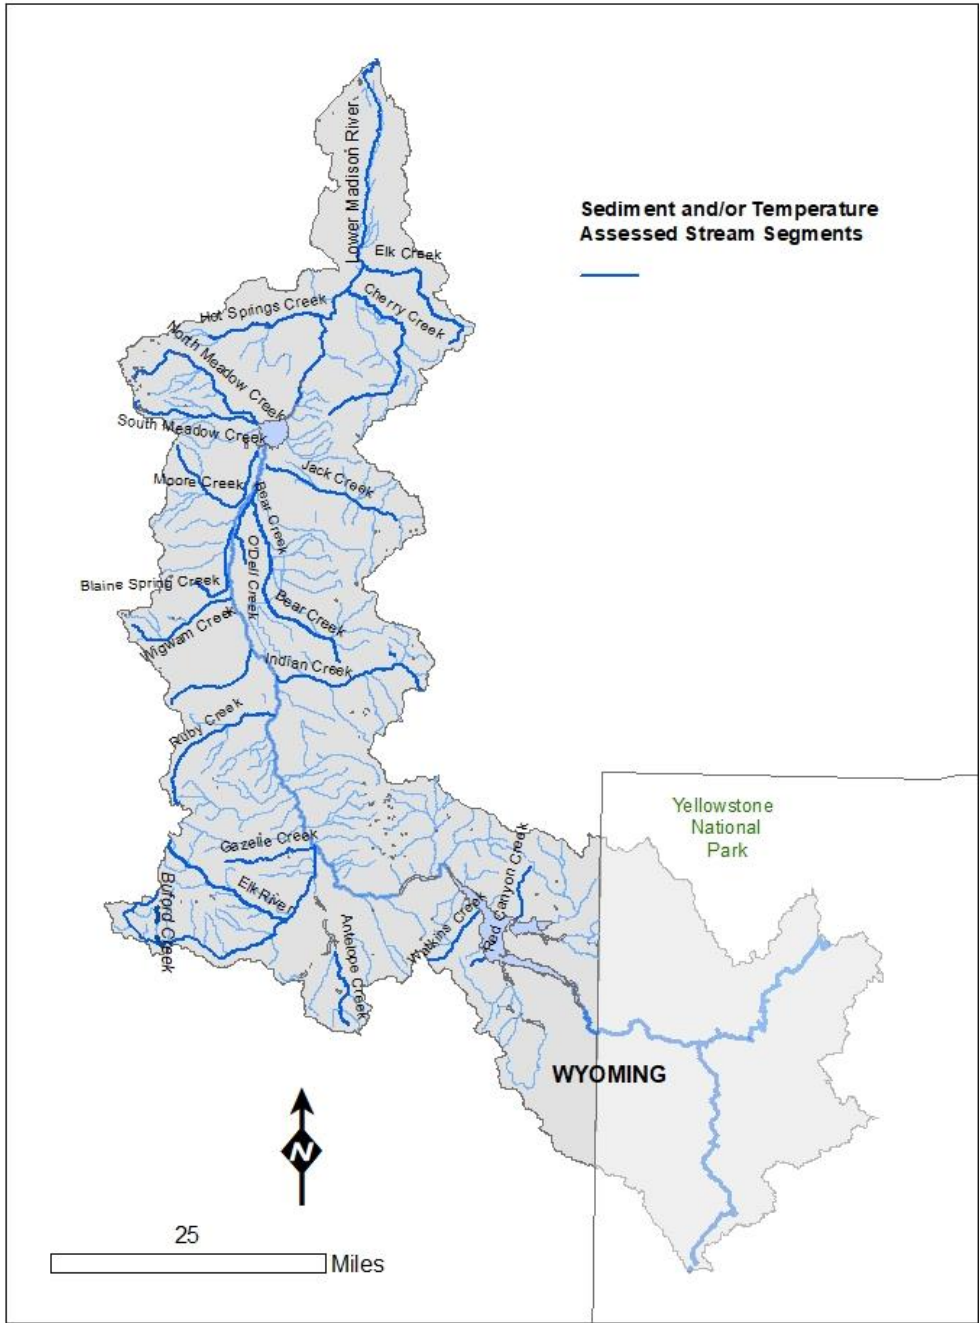 Lower Madison River
Sediment and/or Temperature
Assessed Stream Segments
Elk Creek
Cherry Creek
Hot Springs Creek
North Meadow Creek
South Meadow Creek
Jack Creek
Moore Creek
Bear Creek
O'Dell Creek
Blaine Spring Creek
Bear Creek
Wigwam Creek
Indian Creek
Ruby Creek
Yellowstone
National
Park
Gazelle Creek
Red Canyon Creek
Elk River
Buford Creek
Watkins Creek
Antelope Creek
WYOMING
N
25
Miles